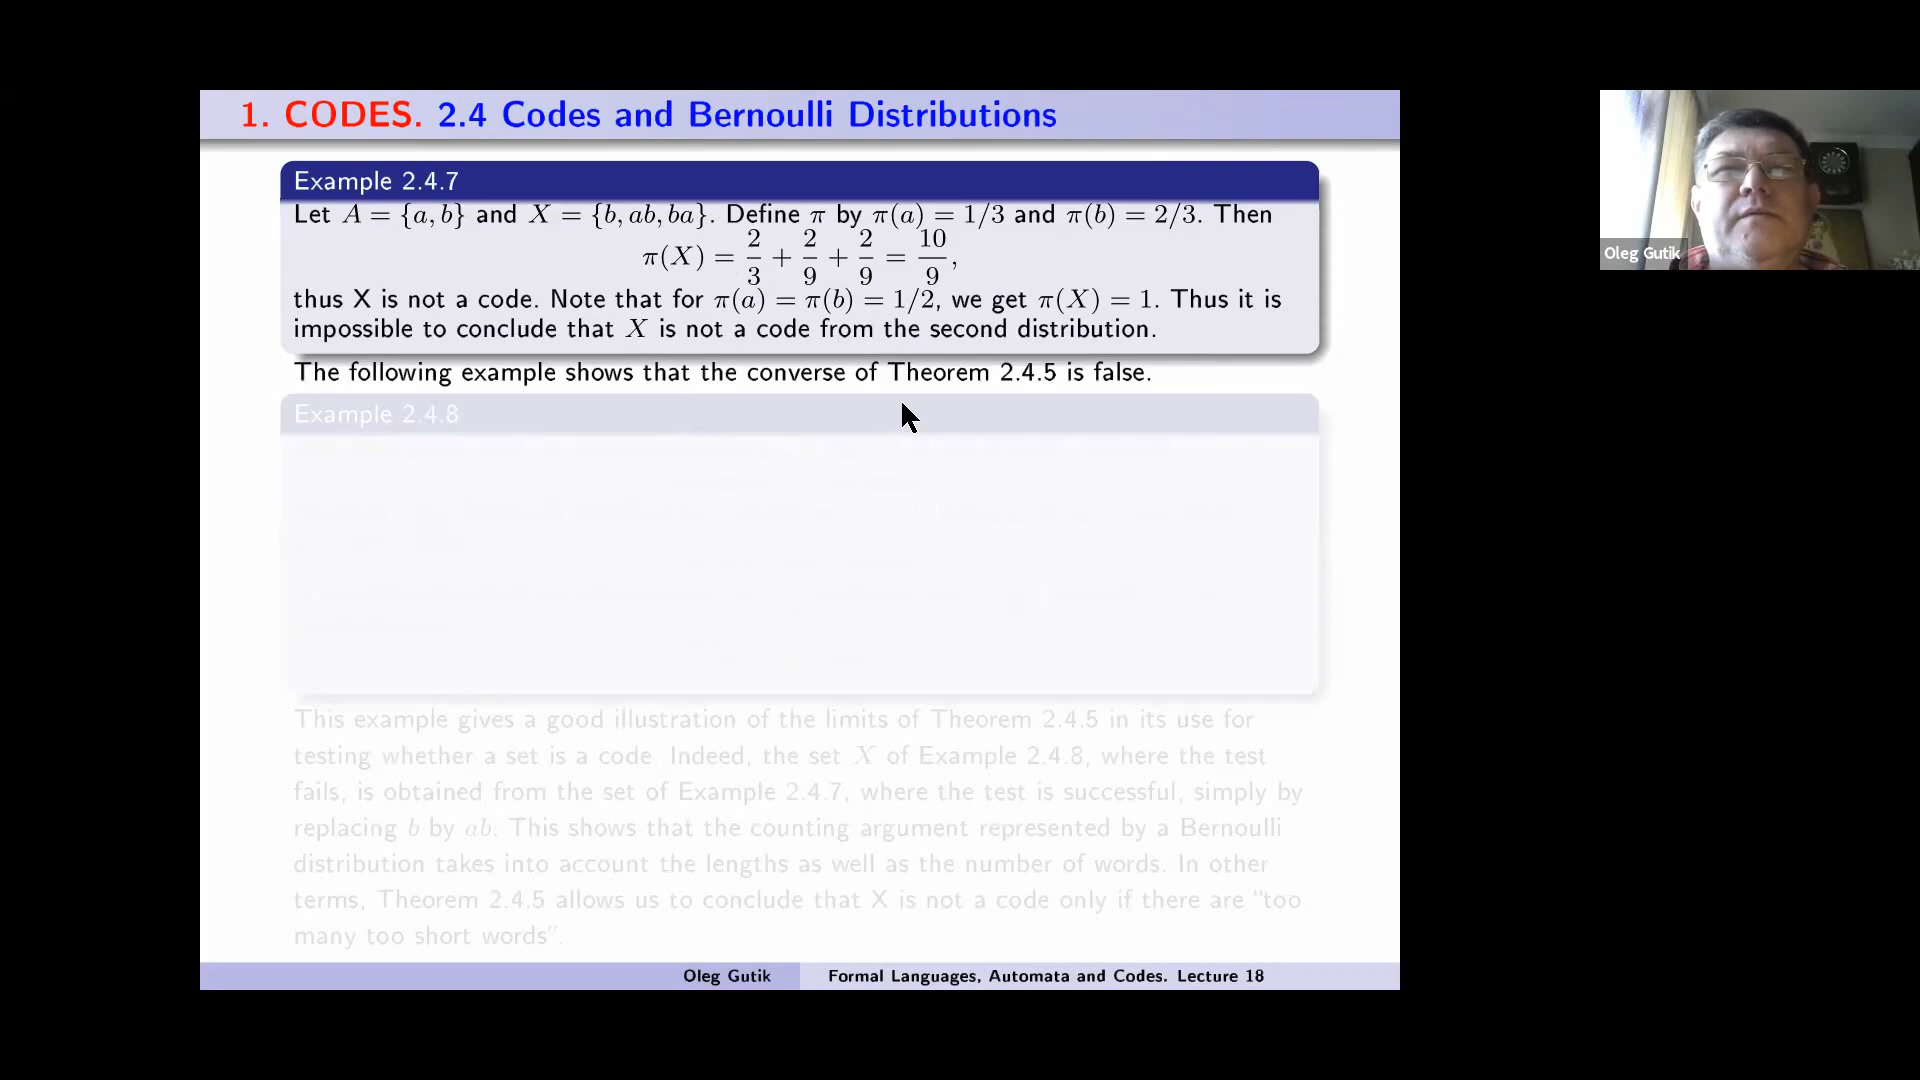 1. CODES. 2.4 Codes and Bernoulli Distributions
Example 2.4.7
Let A = {a, b} and X = {b, ab, ba}. Define π by π(a) = 1/3 and π(b) = 2/3. Then
π(X) = 2/3 + 2/9 + 2/9 = 10/9,
thus X is not a code. Note that for π(a) = π(b) = 1/2, we get π(X) = 1. Thus it is
impossible to conclude that X is not a code from the second distribution.
The following example shows that the converse of Theorem 2.4.5 is false.
Example 2.4.8
This example gives a good illustration of the limits of Theorem 2.4.5 in its use for
testing whether a set is a code. Indeed, the set X of Example 2.4.8, where the test
fails, is obtained from the set of Example 2.4.7, where the test is successful, simply by
replacing b by ab. This shows that the counting argument represented by a Bernoulli
distribution takes into account the lengths as well as the number of words. In other
terms, Theorem 2.4.5 allows us to conclude that X is not a code only if there are “too
many too short words”.
Oleg Gutik
Formal Languages, Automata and Codes. Lecture 18
Oleg Gutik